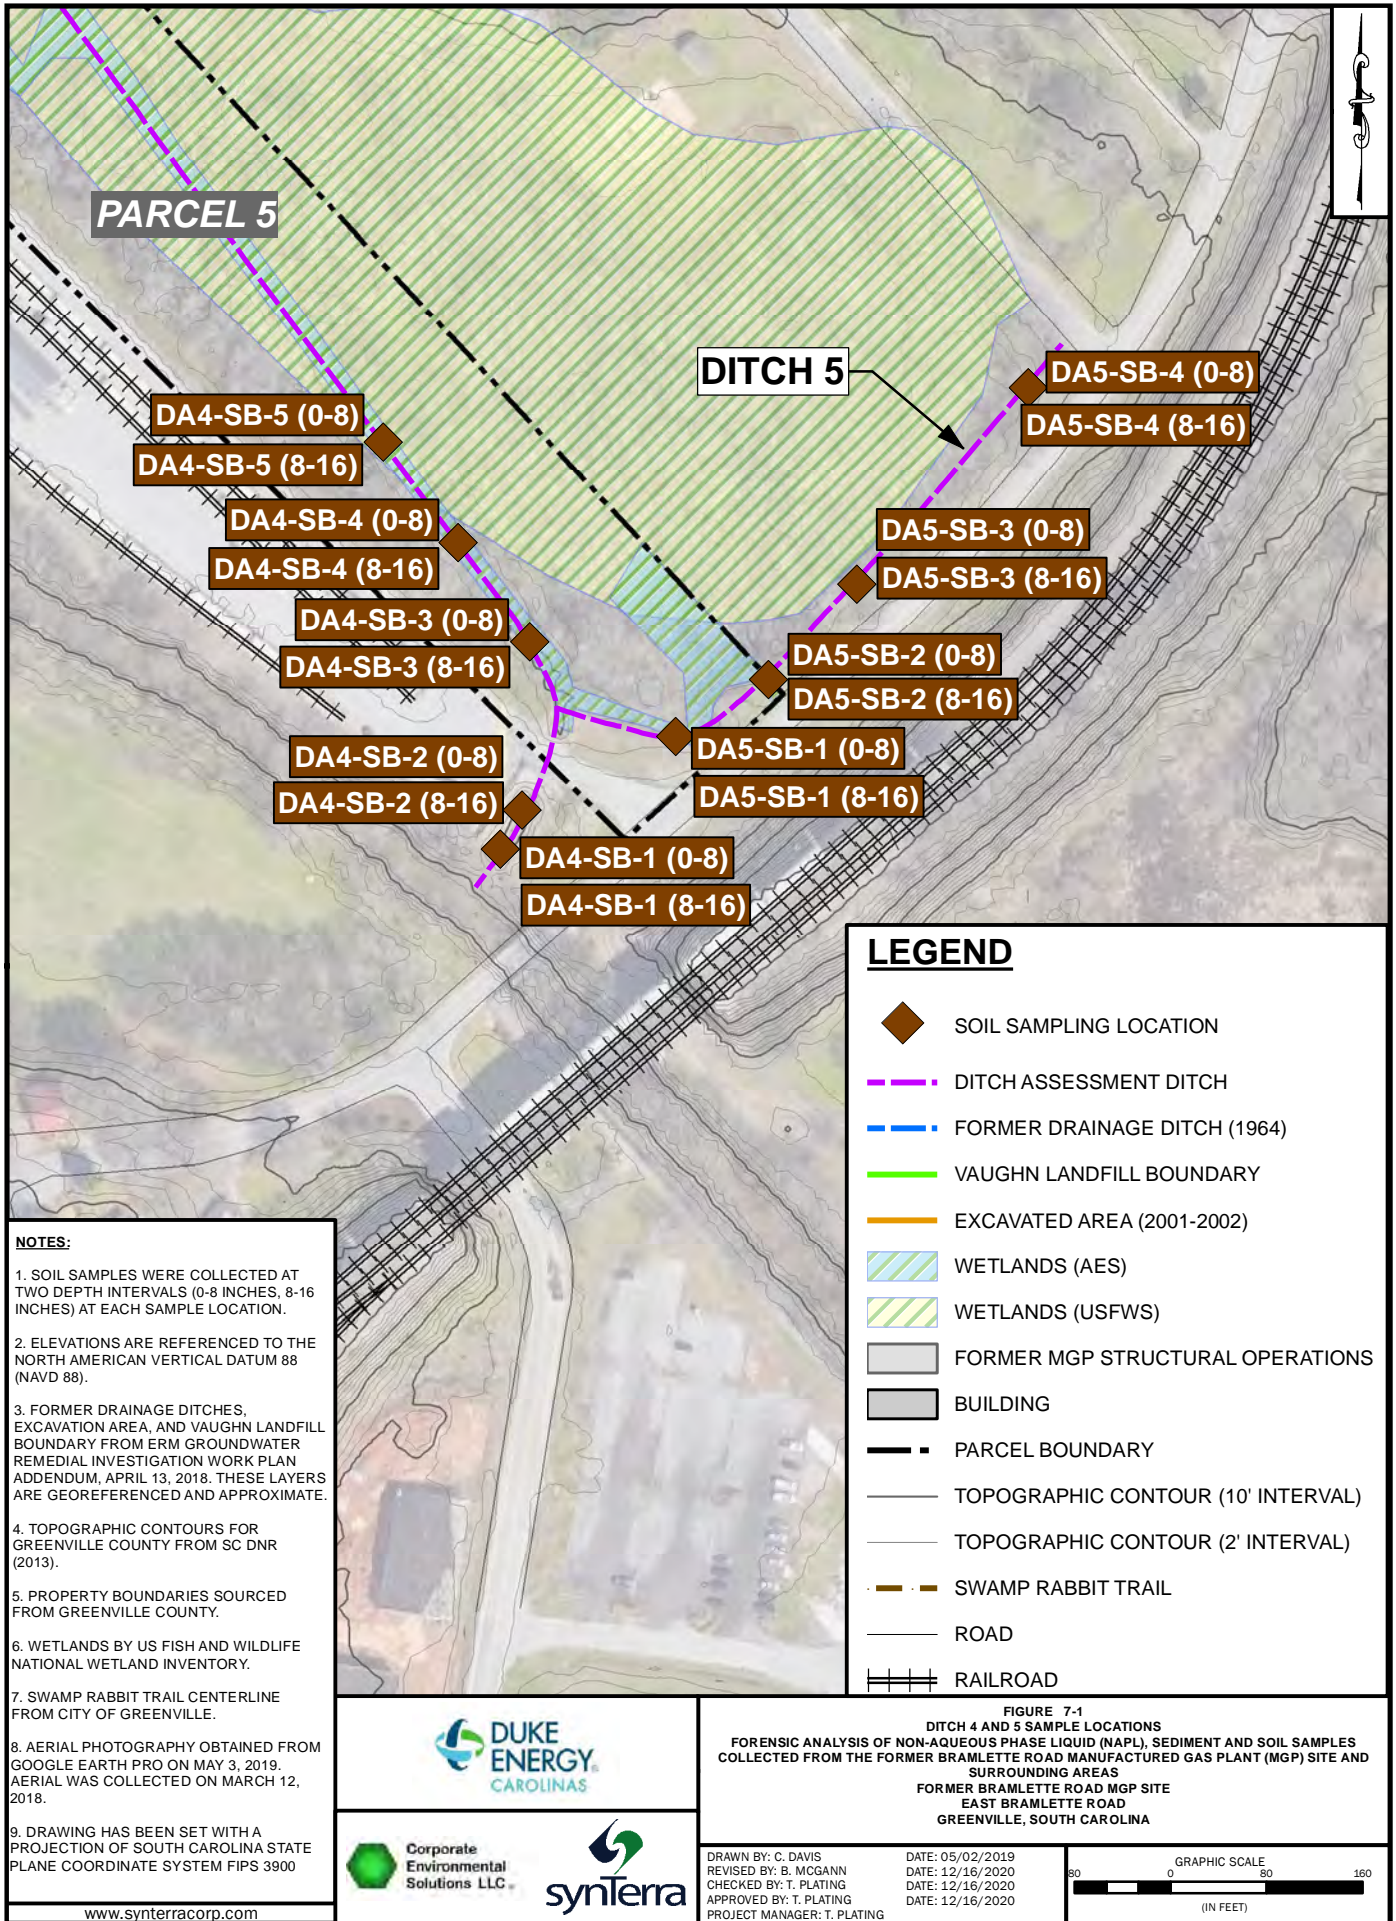 PARCEL 5
DITCH 5
DA5-SB-4 (0-8)
DA5-SB-4 (8-16)
DA4-SB-5 (0-8)
DA4-SB-5 (8-16)
DA4-SB-4 (0-8)
DA4-SB-4 (8-16)
DA5-SB-3 (0-8)
DA5-SB-3 (8-16)
DA4-SB-3 (0-8)
DA4-SB-3 (8-16)
DA5-SB-2 (0-8)
DA5-SB-2 (8-16)
DA4-SB-2 (0-8)
DA4-SB-2 (8-16)
DA5-SB-1 (0-8)
DA5-SB-1 (8-16)
DA4-SB-1 (0-8)
DA4-SB-1 (8-16)
LEGEND
SOIL SAMPLING LOCATION
DITCH ASSESSMENT DITCH
FORMER DRAINAGE DITCH (1964)
VAUGHN LANDFILL BOUNDARY
EXCAVATED AREA (2001-2002)
WETLANDS (AES)
WETLANDS (USFWS)
FORMER MGP STRUCTURAL OPERATIONS
BUILDING
PARCEL BOUNDARY
TOPOGRAPHIC CONTOUR (10' INTERVAL)
TOPOGRAPHIC CONTOUR (2' INTERVAL)
SWAMP RABBIT TRAIL
ROAD
RAILROAD
NOTES:
1. SOIL SAMPLES WERE COLLECTED AT
TWO DEPTH INTERVALS (0-8 INCHES, 8-16
INCHES) AT EACH SAMPLE LOCATION.
2. ELEVATIONS ARE REFERENCED TO THE
NORTH AMERICAN VERTICAL DATUM 88
(NAVD 88).
3. FORMER DRAINAGE DITCHES,
EXCAVATION AREA, AND VAUGHN LANDFILL
BOUNDARY FROM ERM GROUNDWATER
REMEDIAL INVESTIGATION WORK PLAN
ADDENDUM, APRIL 13, 2018. THESE LAYERS
ARE GEOREFERENCED AND APPROXIMATE.
4. TOPOGRAPHIC CONTOURS FOR
GREENVILLE COUNTY FROM SC DNR
(2013).
5. PROPERTY BOUNDARIES SOURCED
FROM GREENVILLE COUNTY.
6. WETLANDS BY US FISH AND WILDLIFE
NATIONAL WETLAND INVENTORY.
7. SWAMP RABBIT TRAIL CENTERLINE
FROM CITY OF GREENVILLE.
8. AERIAL PHOTOGRAPHY OBTAINED FROM
GOOGLE EARTH PRO ON MAY 3, 2019.
AERIAL WAS COLLECTED ON MARCH 12,
2018.
9. DRAWING HAS BEEN SET WITH A
PROJECTION OF SOUTH CAROLINA STATE
PLANE COORDINATE SYSTEM FIPS 3900
www.synterracorp.com
DUKE
ENERGY®
CAROLINAS
Corporate
Environmental
Solutions LLC
synTerra
FIGURE 7-1
DITCH 4 AND 5 SAMPLE LOCATIONS
FORENSIC ANALYSIS OF NON-AQUEOUS PHASE LIQUID (NAPL), SEDIMENT AND SOIL SAMPLES
COLLECTED FROM THE FORMER BRAMLETTE ROAD MANUFACTURED GAS PLANT (MGP) SITE AND
SURROUNDING AREAS
FORMER BRAMLETTE ROAD MGP SITE
EAST BRAMLETTE ROAD
GREENVILLE, SOUTH CAROLINA
DRAWN BY: C. DAVIS DATE: 05/02/2019
REVISED BY: B. MCGANN DATE: 12/16/2020
CHECKED BY: T. PLATING DATE: 12/16/2020
APPROVED BY: T. PLATING DATE: 12/16/2020
PROJECT MANAGER: T. PLATING
GRAPHIC SCALE
80 0 80 160
(IN FEET)